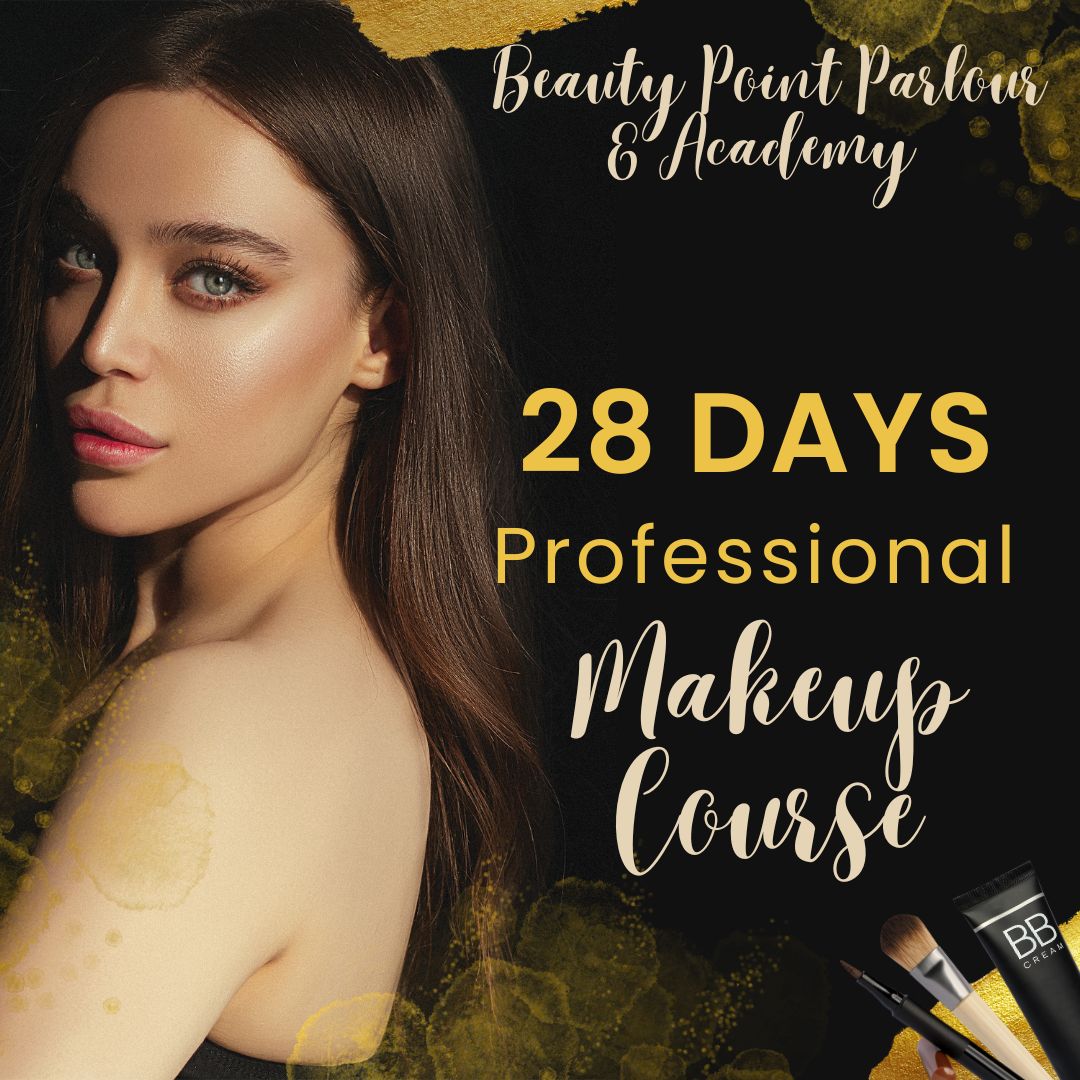 Beauty Point Parlour
& Academy
28 DAYS
Professional
Makeup
Course
BB
CREAM